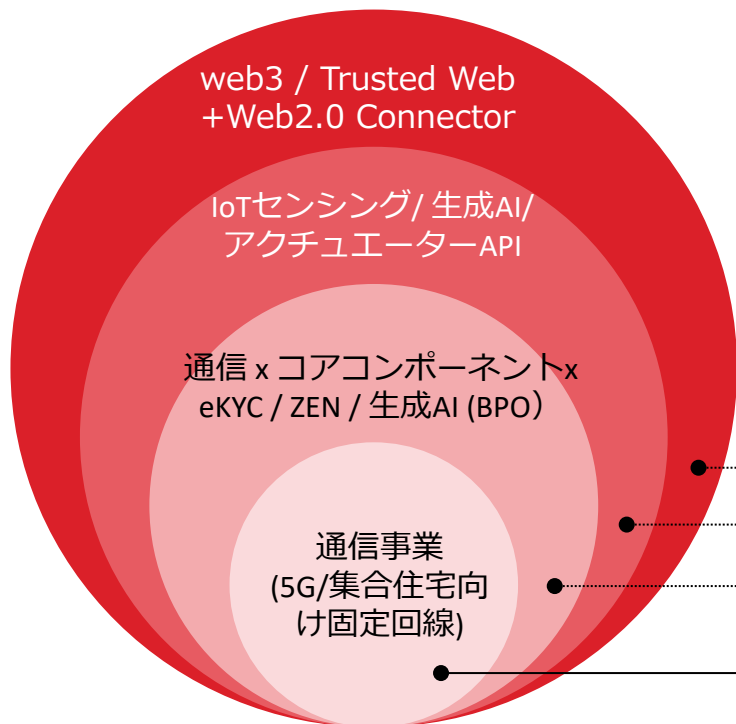 web3 / Trusted Web
+Web2.0 Connector
IoTセンシング/ 生成AI/
アクチュエーターAPI
通信 x コアコンポーネントx
eKYC / ZEN / 生成AI (BPO）
通信事業
(5G/集合住宅向
け固定回線)